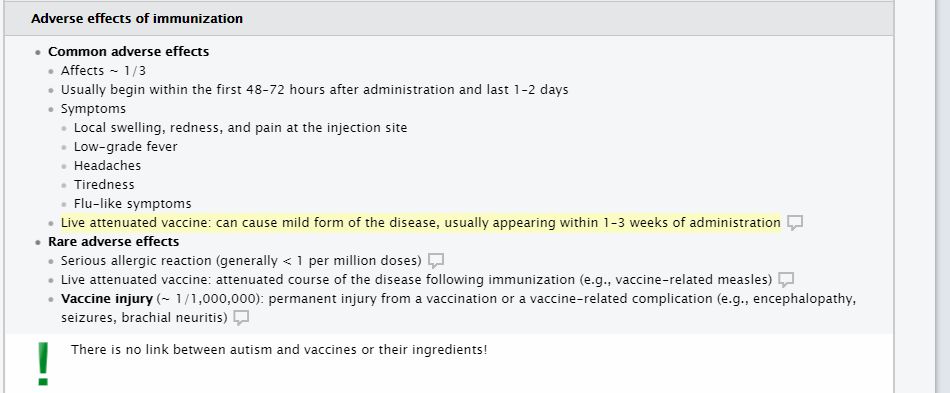 Adverse effects of immunization
Common adverse effects
Affects ~ 1/3
Usually begin within the first 48–72 hours after administration and last 1–2 days
Symptoms
Local swelling, redness, and pain at the injection site
Low-grade fever
Headaches
Tiredness
Flu-like symptoms
Live attenuated vaccine: can cause mild form of the disease, usually appearing within 1–3 weeks of administration
Rare adverse effects
Serious allergic reaction (generally < 1 per million doses)
Live attenuated vaccine: attenuated course of the disease following immunization (e.g., vaccine-related measles)
Vaccine injury (~ 1/1,000,000): permanent injury from a vaccination or a vaccine-related complication (e.g., encephalopathy,
seizures, brachial neuritis)
There is no link between autism and vaccines or their ingredients!